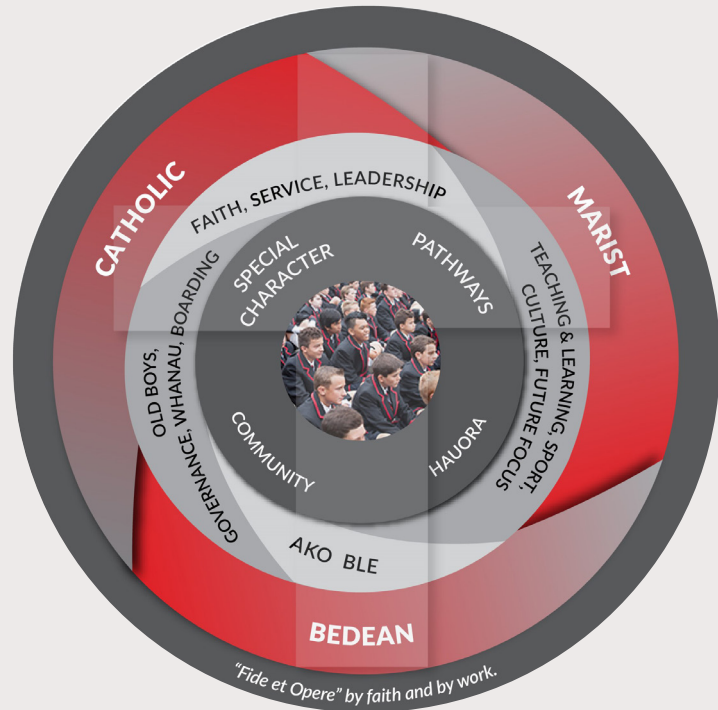 CATHOLIC
MARIST
FAITH, SERVICE, LEADERSHIP
SPECIAL
CHARACTER
PATHWAYS
TEACHING & LEARNING, SPORT,
CULTURE, FUTURE FOCUS
OLD BOYS,
GOVERNANCE, WHANAU, BOARDING
COMMUNITY
HAUORA
AKO BLE
BEDEAN
“Fide et Opere” by faith and by work.